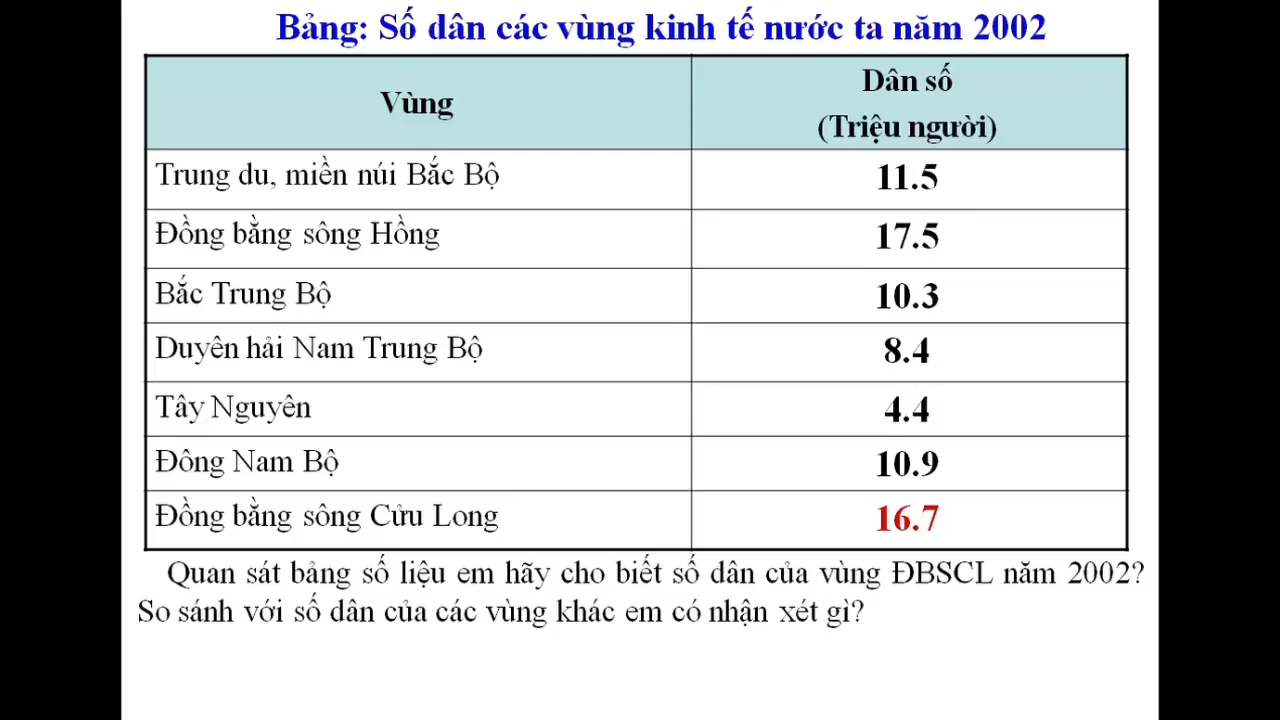 Bảng: Số dân các vùng kinh tế nước ta năm 2002
Vùng
Dân số
(Triệu người)
Trung du, miền núi Bắc Bộ
11.5
Đồng bằng sông Hồng
17.5
Bắc Trung Bộ
10.3
Duyên hải Nam Trung Bộ
8.4
Tây Nguyên
4.4
Đông Nam Bộ
10.9
Đồng bằng sông Cửu Long
16.7
Quan sát bảng số liệu em hãy cho biết số dân của vùng ĐBSCL năm 2002?
So sánh với số dân của các vùng khác em có nhận xét gì?